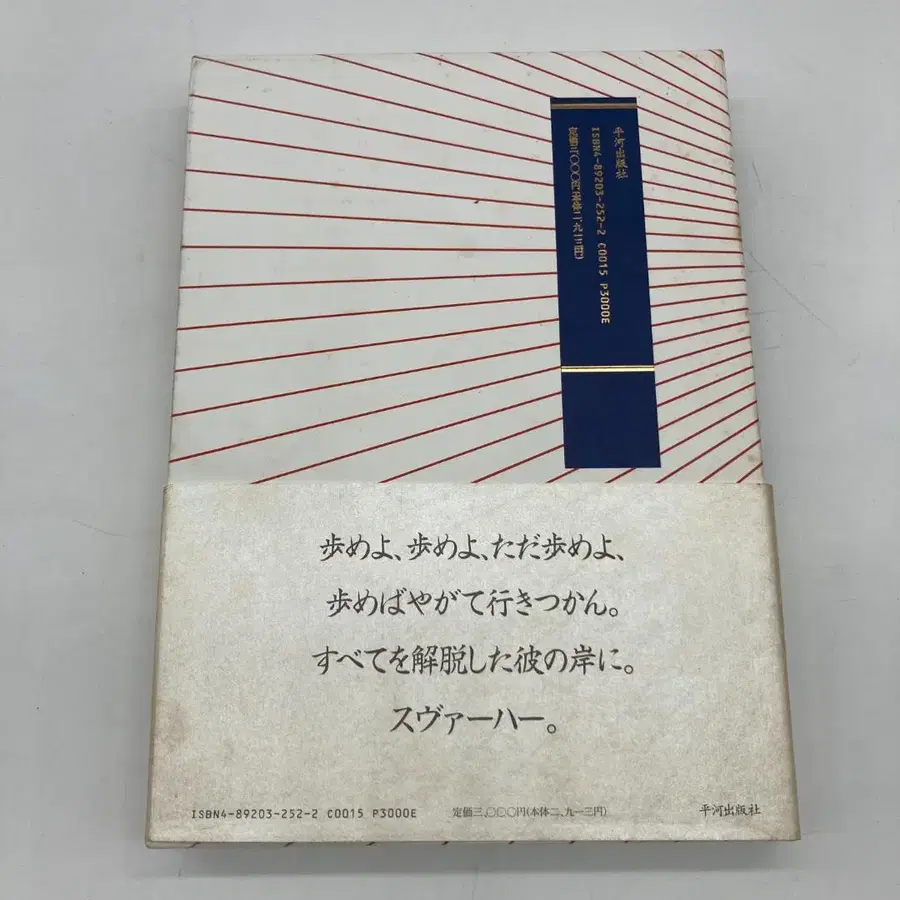 平河出版社
ISBN4-89203-252-2 C0015 P3000E
定価三、〇〇〇円(本体二、九一三円)
歩めよ、歩めよ、ただ歩めよ、
歩めばやがて行きつかん。
すべてを解脱した彼の岸に。
スヴァーハー。
ISBN4-89203-252-2 C0015 P3000E 定価三、〇〇〇円(本体二、九一三円) 平河出版社